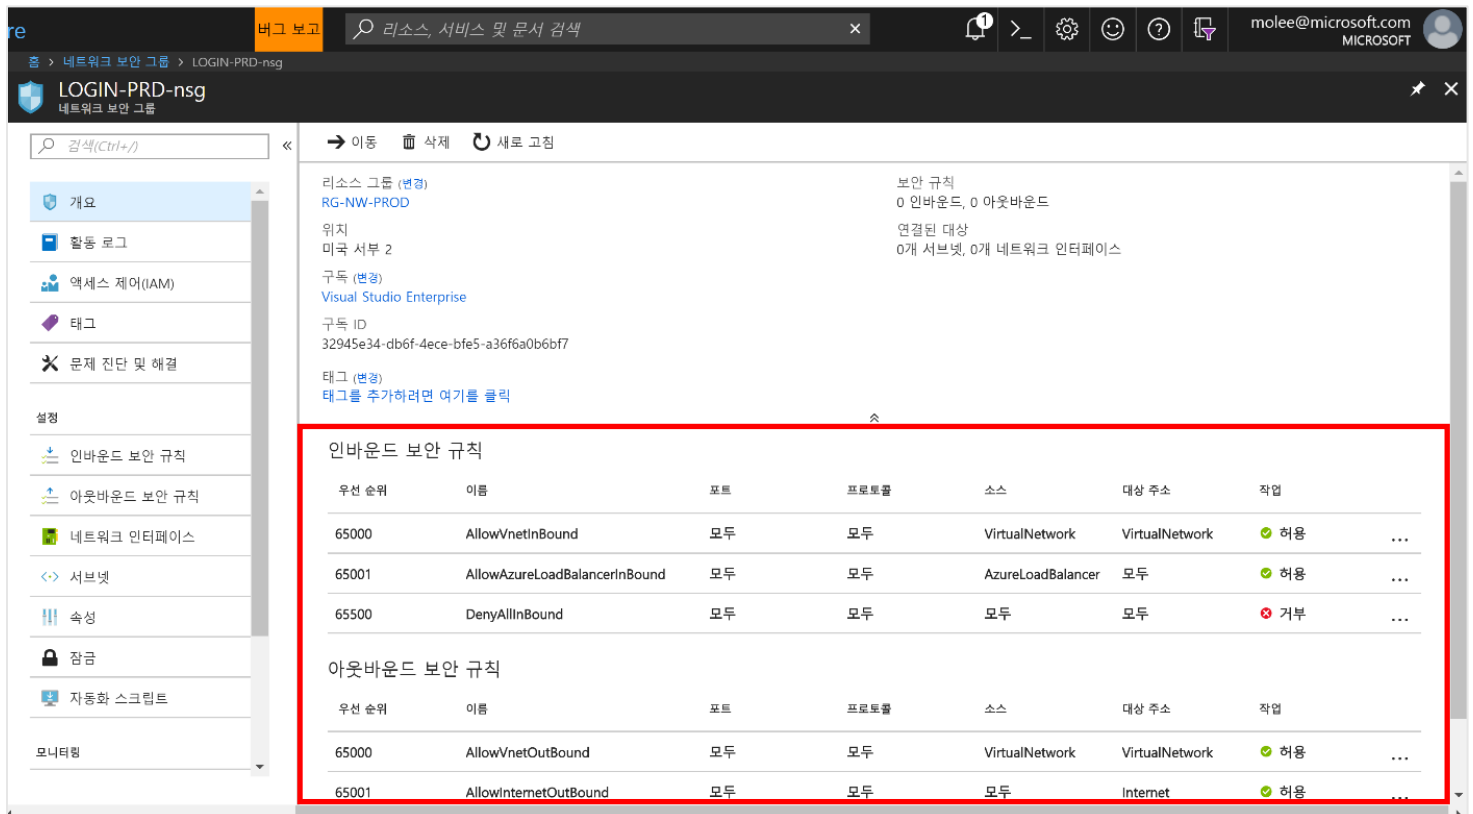 re
버그 보고
리소스, 서비스 및 문서 검색
1
molee@microsoft.com
MICROSOFT
홈 > 네트워크 보안 그룹 > LOGIN-PRD-nsg
LOGIN-PRD-nsg
네트워크 보안 그룹
검색(Ctrl+/)
개요
활동 로그
액세스 제어(IAM)
태그
문제 진단 및 해결
설정
인바운드 보안 규칙
아웃바운드 보안 규칙
네트워크 인터페이스
서브넷
속성
잠금
자동화 스크립트
모니터링
이동 삭제 새로 고침
리소스 그룹 (변경)
RG-NW-PROD
위치
미국 서부 2
구독 (변경)
Visual Studio Enterprise
구독 ID
32945e34-db6f-4ece-bfe5-a36f6a0b6bf7
태그 (변경)
태그를 추가하려면 여기를 클릭
보안 규칙
0 인바운드, 0 아웃바운드
연결된 대상
0개 서브넷, 0개 네트워크 인터페이스
인바운드 보안 규칙
우선 순위 이름 포트 프로토콜 소스 대상 주소 작업
65000 AllowVnetInBound 모두 모두 VirtualNetwork VirtualNetwork 허용 ...
65001 AllowAzureLoadBalancerInBound 모두 모두 AzureLoadBalancer 모두 허용 ...
65500 DenyAllInBound 모두 모두 모두 모두 거부 ...
아웃바운드 보안 규칙
우선 순위 이름 포트 프로토콜 소스 대상 주소 작업
65000 AllowVnetOutBound 모두 모두 VirtualNetwork VirtualNetwork 허용 ...
65001 AllowInternetOutBound 모두 모두 모두 Internet 허용 ...